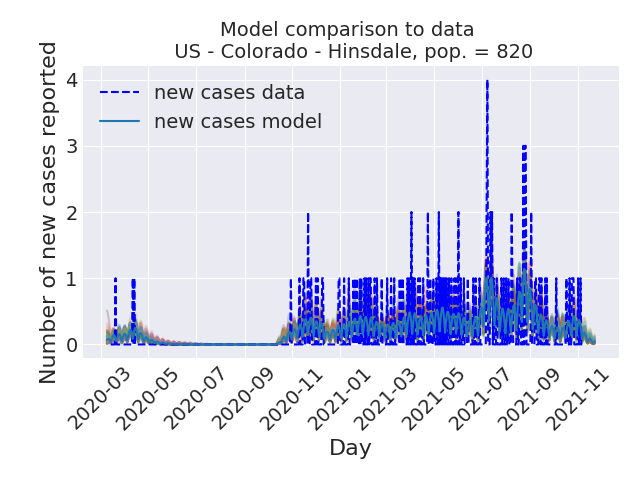 Model comparison to data
US - Colorado - Hinsdale, pop. = 820
Number of new cases reported
4
3
2
1
0
new cases data
new cases model
2020-03
2020-05
2020-07
2020-09
2020-11
2021-01
2021-03
2021-05
2021-07
2021-09
2021-11
Day